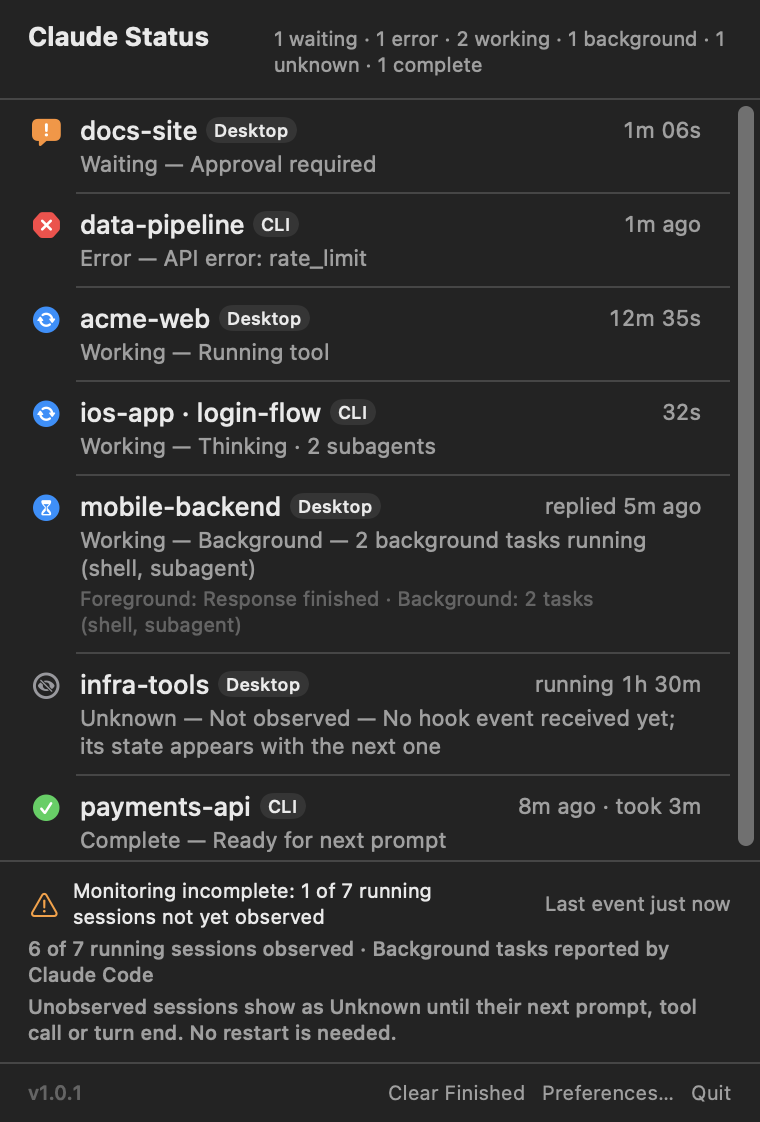 Claude Status
1 waiting · 1 error · 2 working · 1 background · 1
unknown · 1 complete
docs-site Desktop 1m 06s
Waiting — Approval required
data-pipeline CLI 1m ago
Error — API error: rate_limit
acme-web Desktop 12m 35s
Working — Running tool
ios-app · login-flow CLI 32s
Working — Thinking · 2 subagents
mobile-backend Desktop replied 5m ago
Working — Background — 2 background tasks running
(shell, subagent)
Foreground: Response finished · Background: 2 tasks
(shell, subagent)
infra-tools Desktop running 1h 30m
Unknown — Not observed — No hook event received yet;
its state appears with the next one
payments-api CLI 8m ago · took 3m
Complete — Ready for next prompt
Monitoring incomplete: 1 of 7 running
sessions not yet observed
Last event just now
6 of 7 running sessions observed · Background tasks reported by
Claude Code
Unobserved sessions show as Unknown until their next prompt, tool
call or turn end. No restart is needed.
v1.0.1 Clear Finished Preferences... Quit